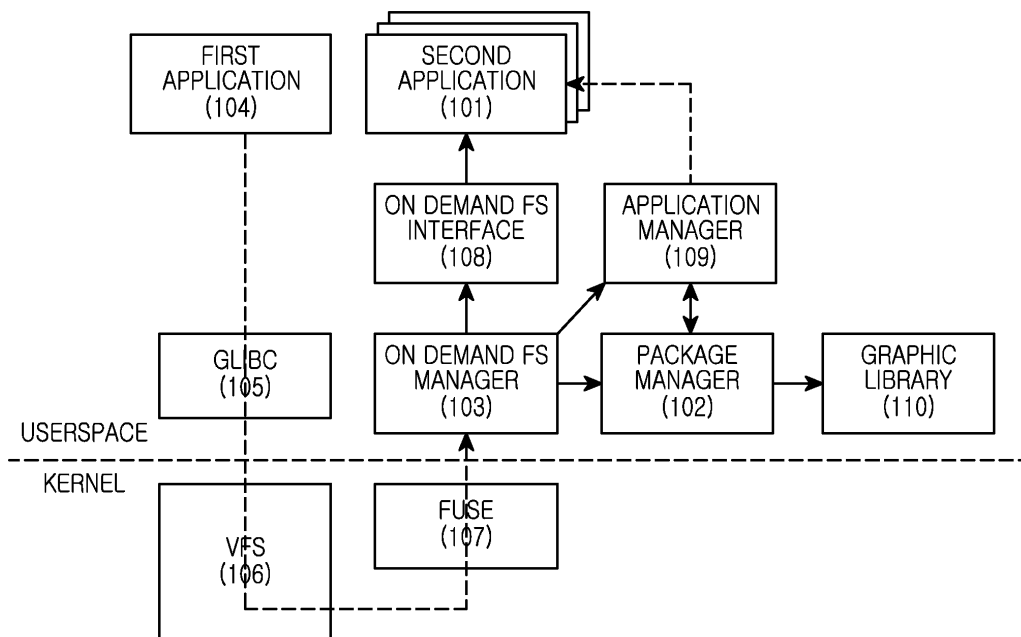 FIRST
APPLICATION
(104)
SECOND
APPLICATION
(101)
ON DEMAND FS
INTERFACE
(108)
APPLICATION
MANAGER
(109)
GLIBC
(105)
ON DEMAND FS
MANAGER
(103)
PACKAGE
MANAGER
(102)
GRAPHIC
LIBRARY
(110)
USERSPACE
KERNEL
VFS
(106)
FUSE
(107)